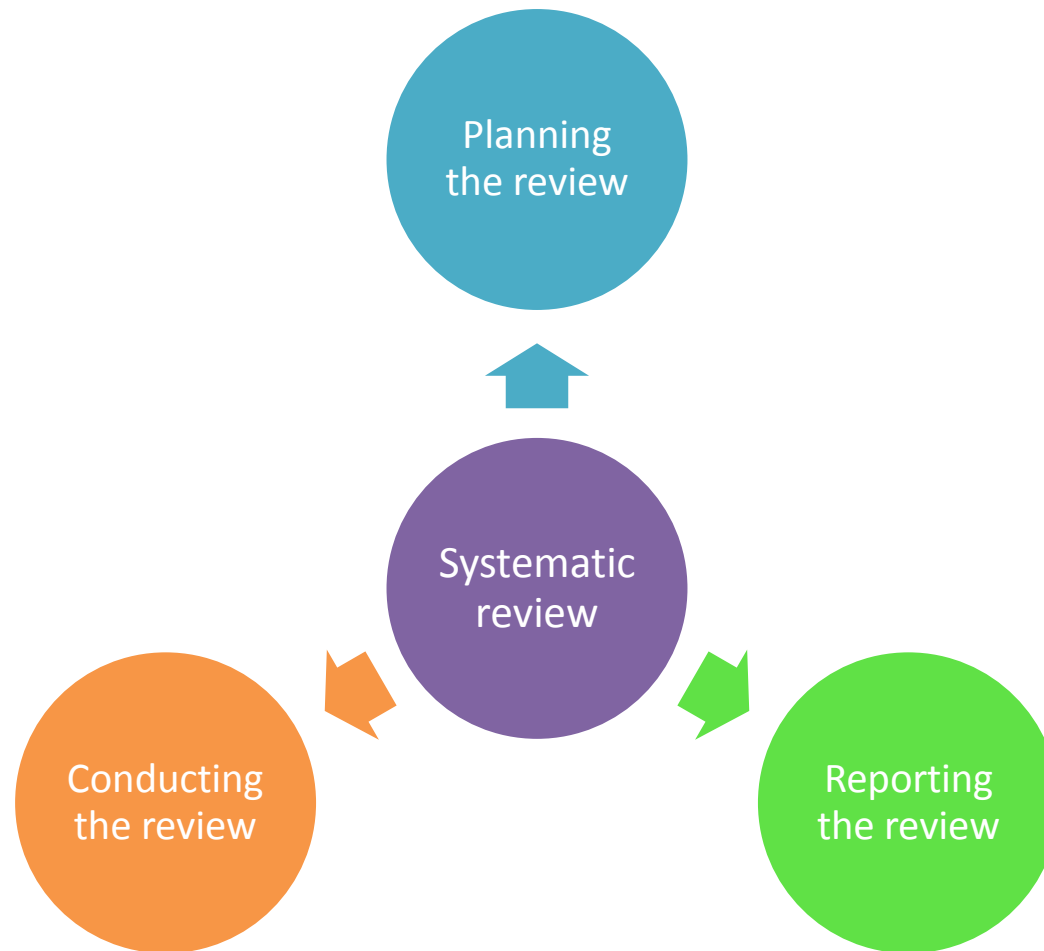 Planning
the review
Systematic
review
Conducting
the review
Reporting
the review